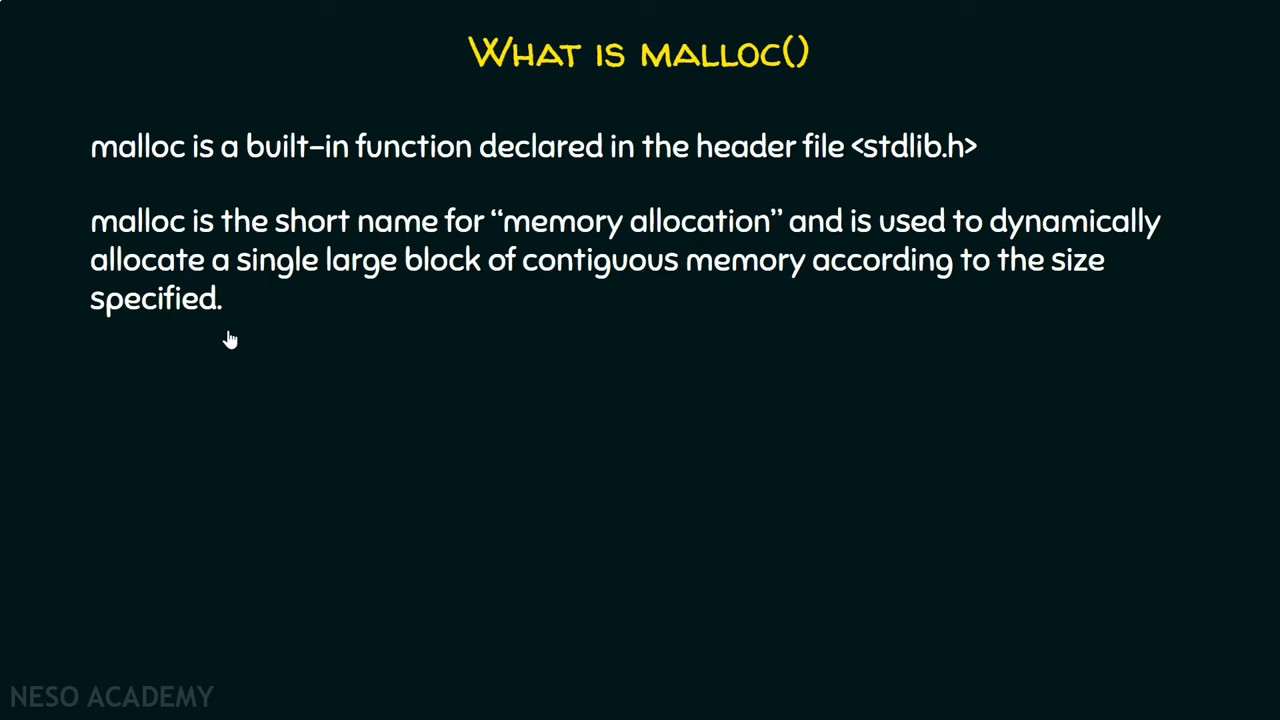 What is malloc()
malloc is a built-in function declared in the header file <stdlib.h>
malloc is the short name for “memory allocation” and is used to dynamically
allocate a single large block of contiguous memory according to the size
specified.
NESO ACADEMY